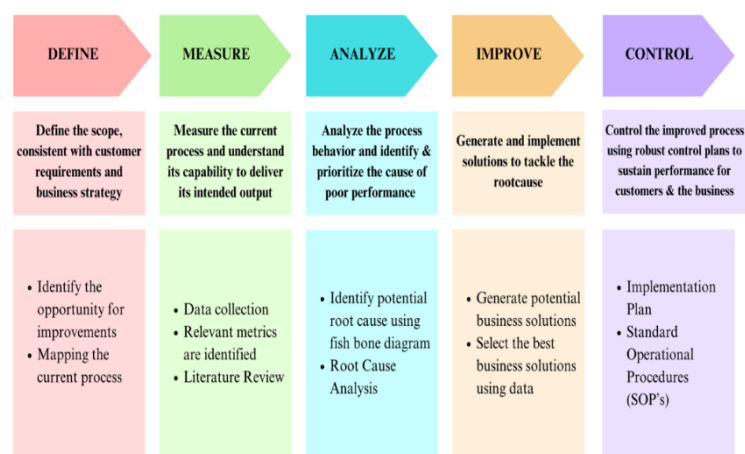 DEFINE
MEASURE
ANALYZE
IMPROVE
CONTROL
Define the scope,
consistent with customer
requirements and
business strategy
Measure the current
process and understand
its capability to deliver
its intended output
Analyze the process
behavior and identify &
prioritize the cause of
poor performance
Generate and implement
solutions to tackle the
rootcause
Control the improved process
using robust control plans to
sustain performance for
customers & the business
• Identify the
opportunity for
improvements
• Mapping the
current process
• Data collection
• Relevant metrics
are identified
• Literature Review
• Identify potential
root cause using
fish bone diagram
• Root Cause
Analysis
• Generate potential
business solutions
• Select the best
business solutions
using data
• Implementation
Plan
• Standard
Operational
Procedures
(SOP's)